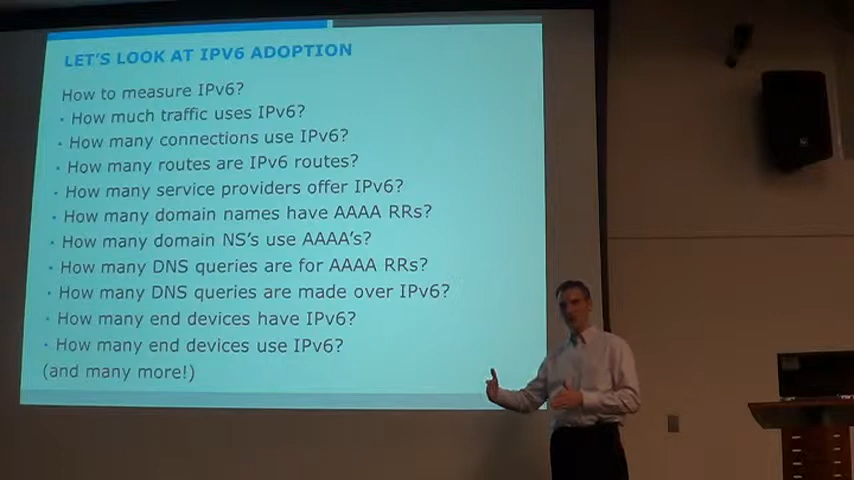 LET'S LOOK AT IPV6 ADOPTION
How to measure IPv6?
· How much traffic uses IPv6?
· How many connections use IPv6?
· How many routes are IPv6 routes?
· How many service providers offer IPv6?
· How many domain names have AAAA RRs?
· How many domain NS's use AAAA's?
· How many DNS queries are for AAAA RRs?
· How many DNS queries are made over IPv6?
· How many end devices have IPv6?
· How many end devices use IPv6?
(and many more!)